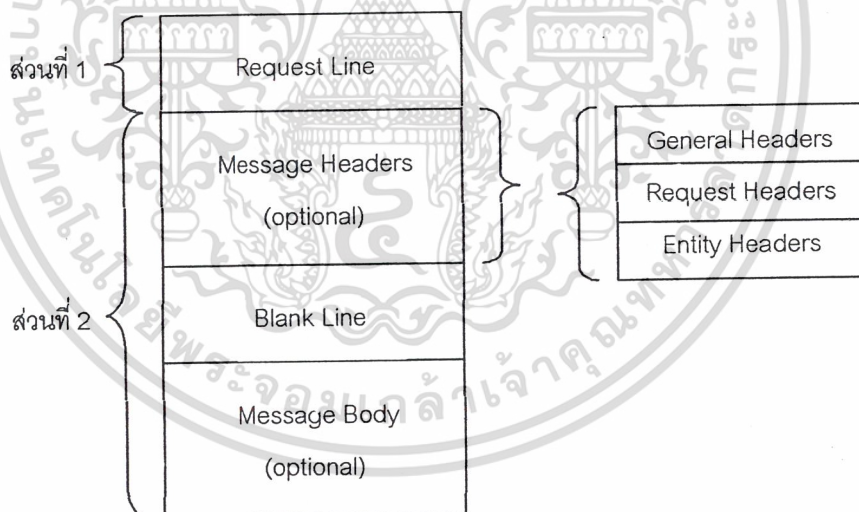 ส่วนที่ 1
Request Line
Message Headers
(optional)
General Headers
Request Headers
Entity Headers
ส่วนที่ 2
Blank Line
Message Body
(optional)